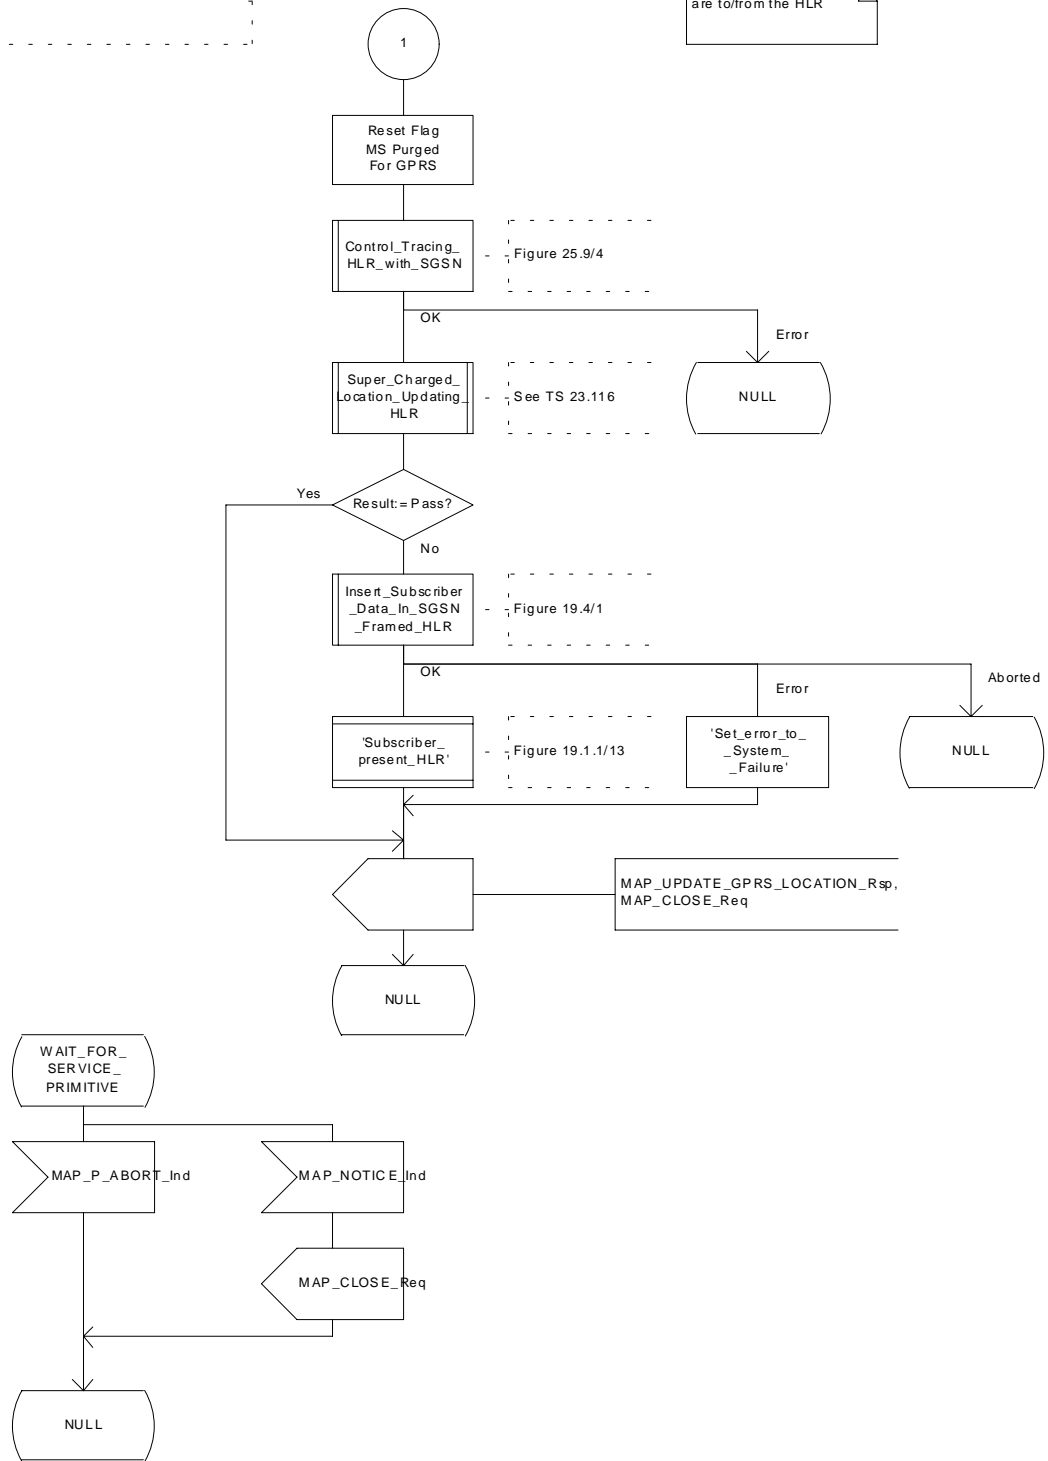 are to/from the HLR
1
Reset Flag
MS Purged
For GPRS
Control_Tracing_
HLR_with_SGSN
Figure 25.9/4
OK
Error
Super_Charged_
Location_Updating_
HLR
See TS 23.116
NULL
Yes
Result:=Pass?
No
Insert_Subscriber
_Data_In_SGSN
_Framed_HLR
Figure 19.4/1
OK
Error
Aborted
'Subscriber_
present_HLR'
Figure 19.1.1/13
'Set_error_to_
_System_
_Failure'
NULL
MAP_UPDATE_GPRS_LOCATION_Rsp,
MAP_CLOSE_Req
NULL
WAIT_FOR_
SERVICE_
PRIMITIVE
MAP_P_ABORT_Ind
MAP_NOTICE_Ind
MAP_CLOSE_Req
NULL